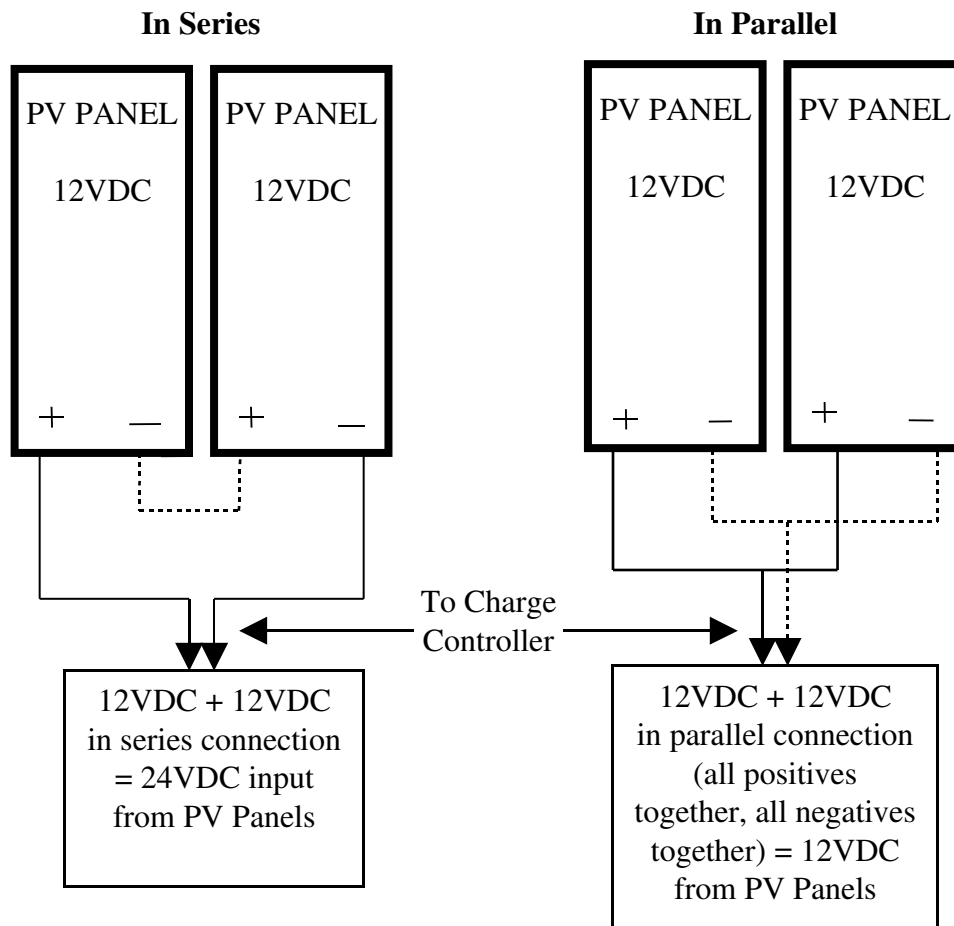 In Series
In Parallel
PV PANEL
12VDC
+ —
PV PANEL
12VDC
+ —
PV PANEL
12VDC
+ —
PV PANEL
12VDC
+ —
To Charge
Controller
12VDC + 12VDC
in series connection
= 24VDC input
from PV Panels
12VDC + 12VDC
in parallel connection
(all positives
together, all negatives
together) = 12VDC
from PV Panels